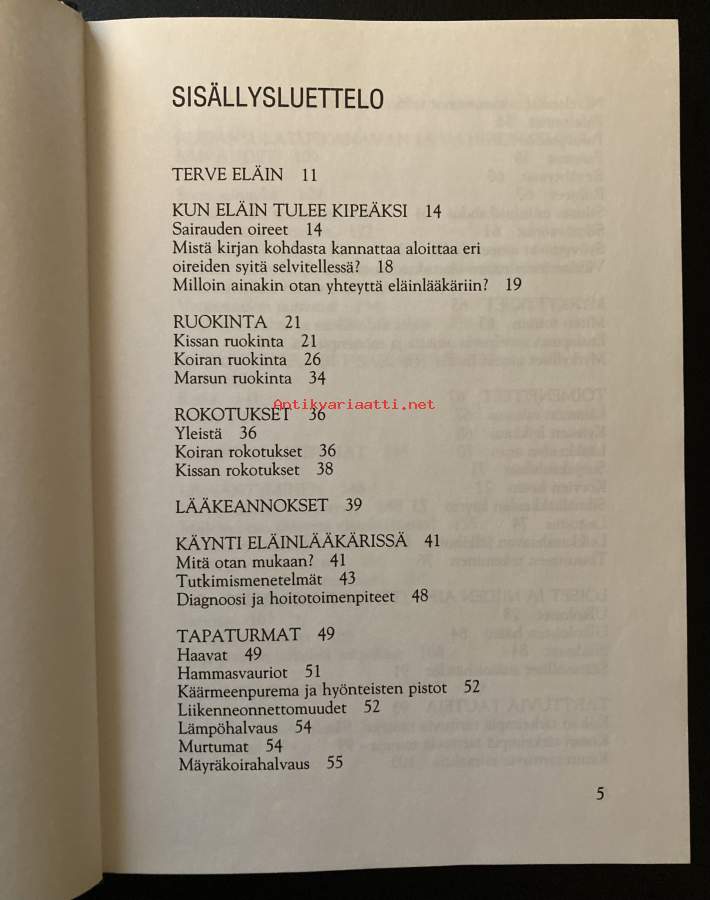 SISÄLLYSLUETTELO
TERVE ELÄIN 11
KUN ELÄIN TULEE KIPEÄKSI 14
Sairauden oireet 14
Mistä kirjan kohdasta kannattaa aloittaa eri
oireiden syitä selvitellessä? 18
Milloin ainakin otan yhteyttä eläinlääkäriin? 19
RUOKINTA 21
Kissan ruokinta 21
Koiran ruokinta 26
Marsun ruokinta 34
Antikyariaatti.net
ROKOTUKSET 36
Yleistä 36
Koiran rokotukset 36
Kissan rokotukset 38
LÄÄKEANNOKSET 39
KÄYNTI ELÄINLÄÄKÄRISSÄ 41
Mitä otan mukaan? 41
Tutkimismenetelmät 43
Diagnoosi ja hoitotoimenpiteet 48
TAPATURMAT 49
Haavat 49
Hammasvauriot 51
Käärmeenpurema ja hyönteisten pistot 52
Liikenneonnettomuudet 52
Lämpöhalvaus 54
Murtumat 54
Mäyräkoirahalvaus 55
5